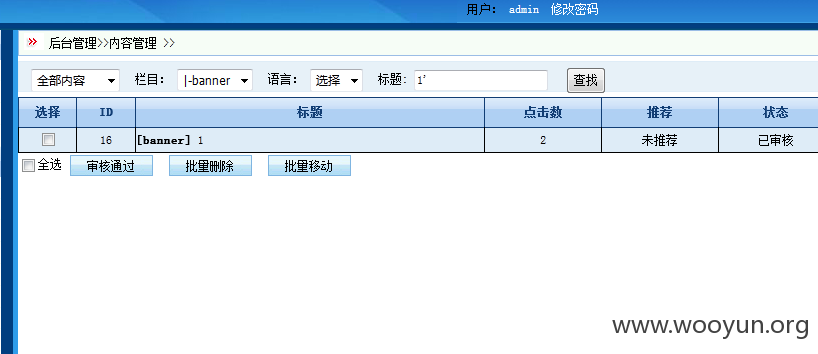 用户： admin 修改密码
后台管理>>内容管理 >>
全部内容 栏目： |-banner 语言： 选择 标题: 1' 查找
选择 ID 标题 点击数 推荐 状态
16 [banner] 1 2 未推荐 已审核
全选 审核通过 批量删除 批量移动
www.wooyun.org